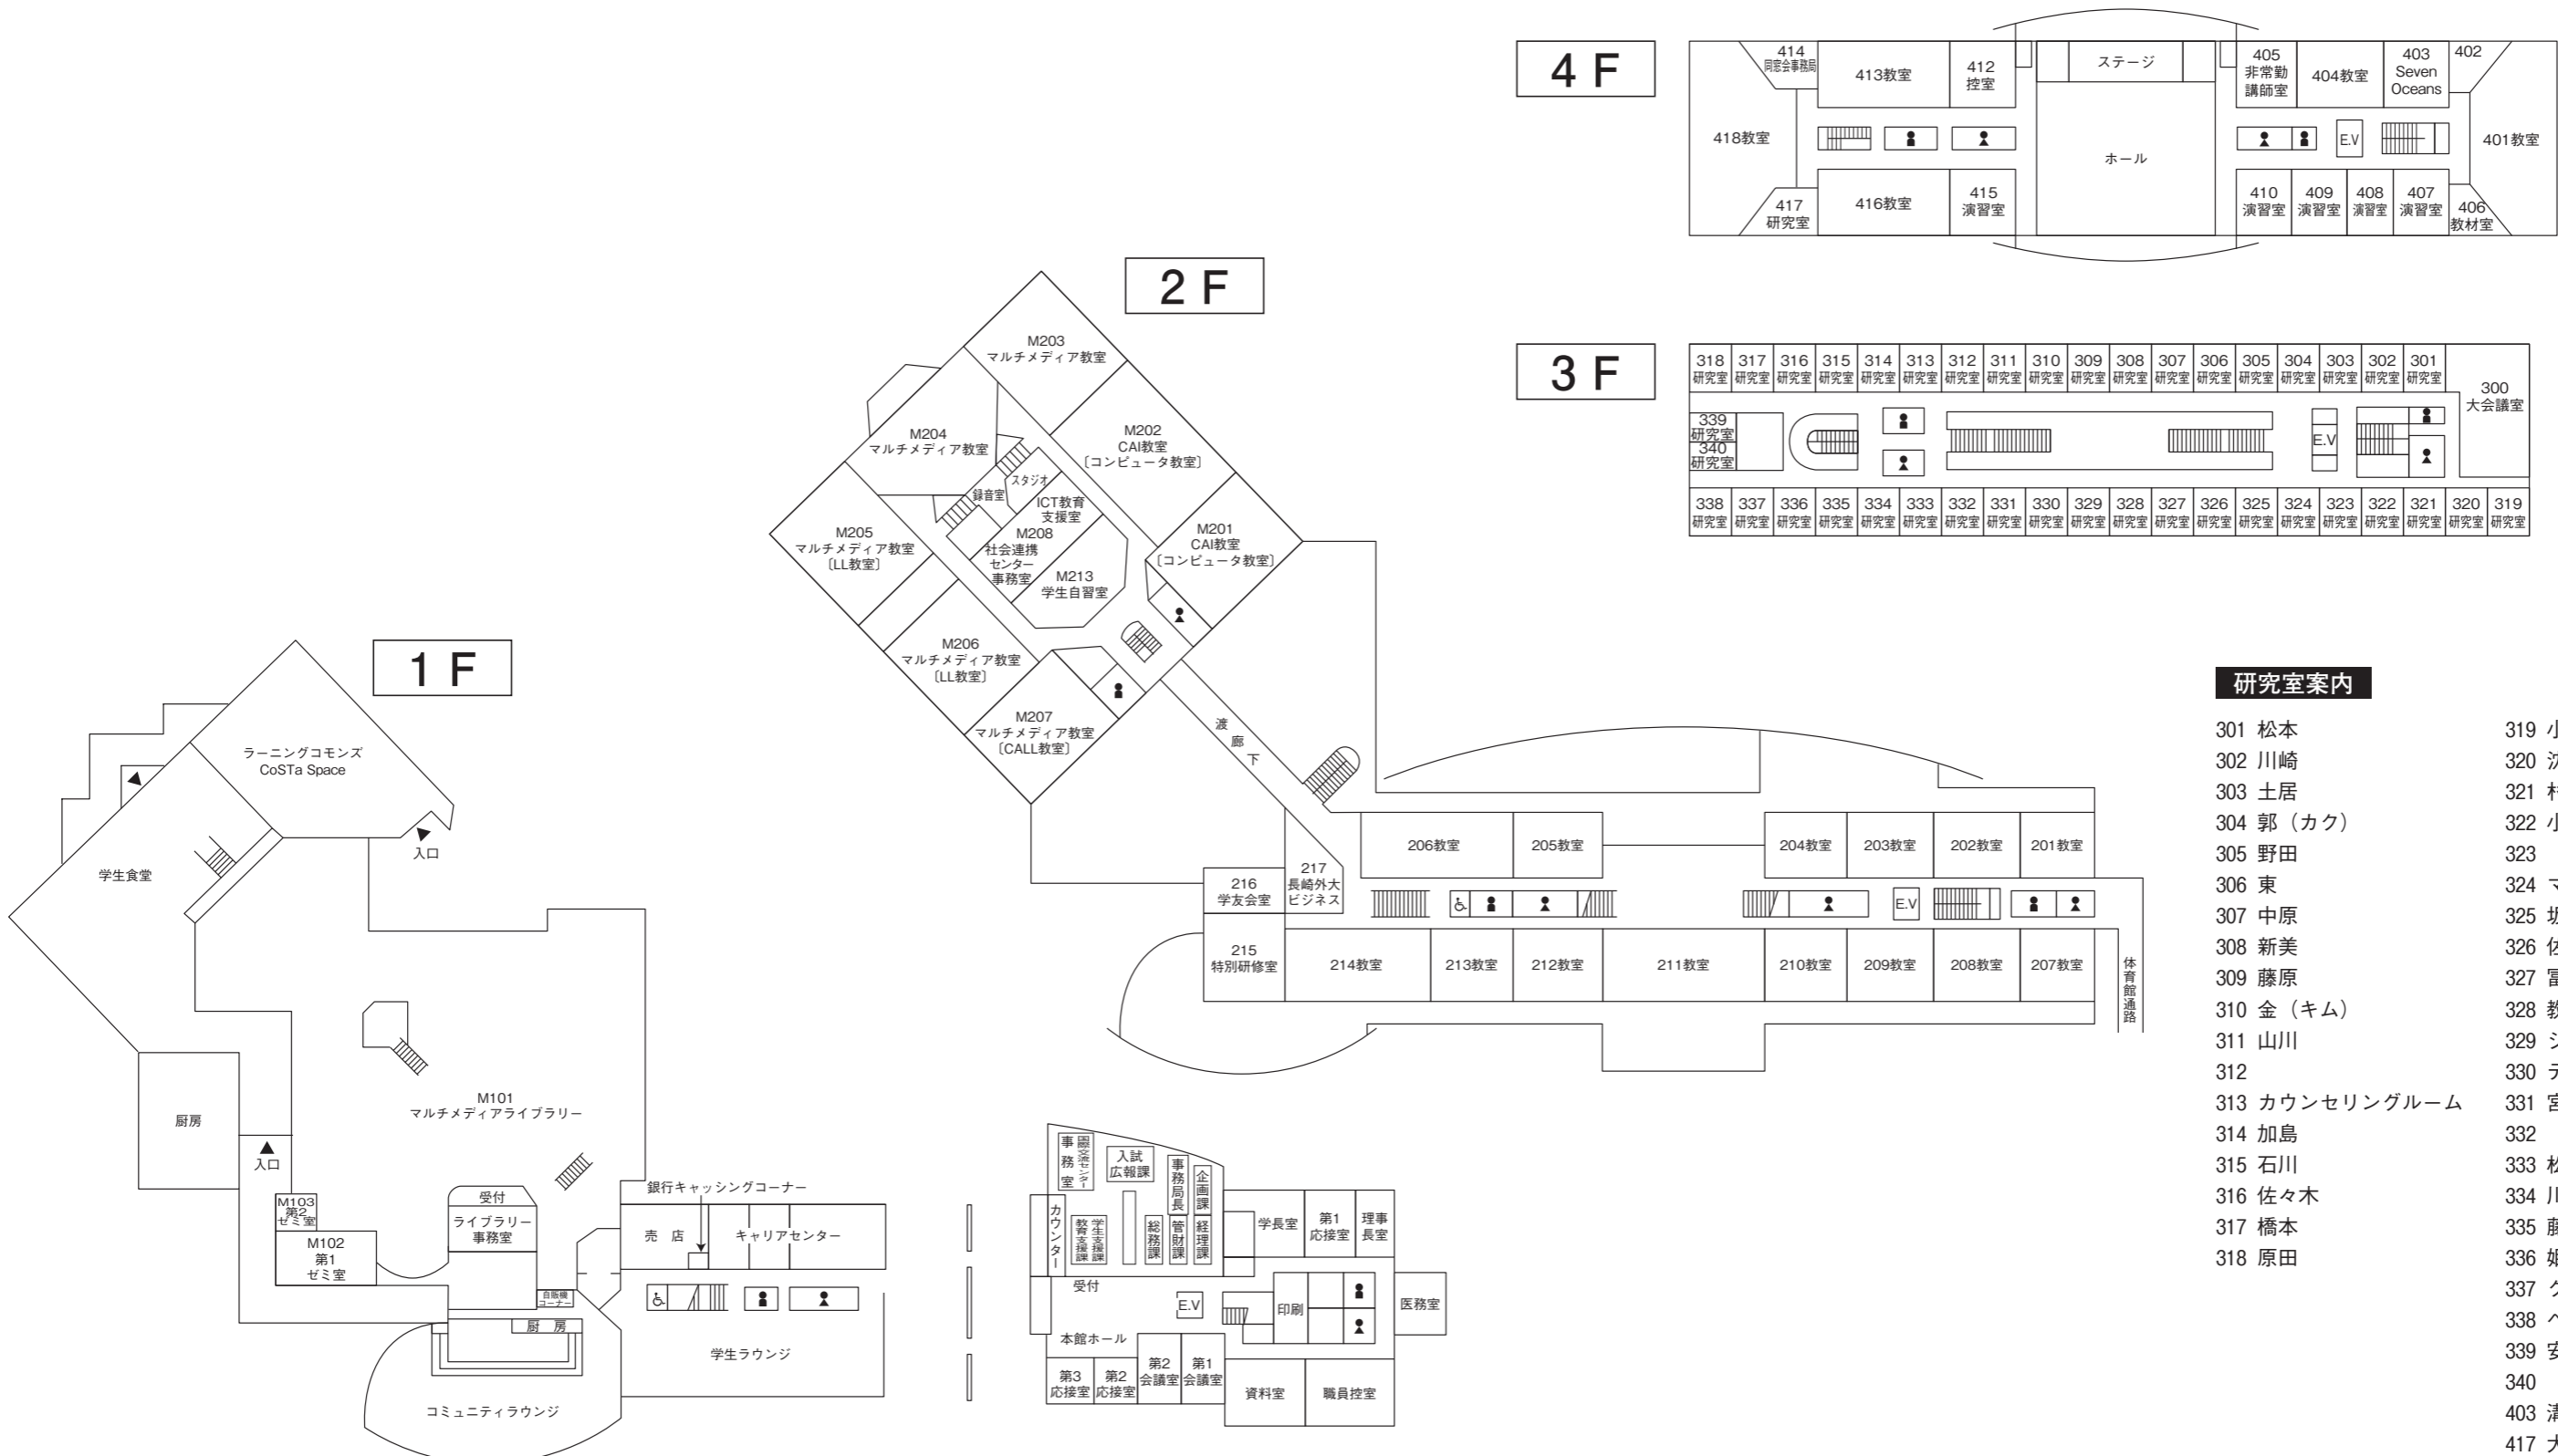 4 F
414
同窓会事務局
413教室
412
控室
ステージ
405
非常勤
講師室
404教室
403
Seven
Oceans
402
418教室
E.V
401教室
ホール
417
研究室
416教室
415
演習室
410
演習室
409
演習室
408
演習室
407
演習室
406
教材室
3 F
318
研究室
317
研究室
316
研究室
315
研究室
314
研究室
313
研究室
312
研究室
311
研究室
310
研究室
309
研究室
308
研究室
307
研究室
306
研究室
305
研究室
304
研究室
303
研究室
302
研究室
301
研究室
300
大会議室
339
研究室
340
研究室
E.V
338
研究室
337
研究室
336
研究室
335
研究室
334
研究室
333
研究室
332
研究室
331
研究室
330
研究室
329
研究室
328
研究室
327
研究室
326
研究室
325
研究室
324
研究室
323
研究室
322
研究室
321
研究室
320
研究室
319
研究室
2 F
M203
マルチメディア教室
M204
マルチメディア教室
M202
CAI教室
〔コンピュータ教室〕
スタジオ
録音室
ICT教育
支援室
M205
マルチメディア教室
〔LL教室〕
M208
社会連携
センター
事務室
M201
CAI教室
〔コンピュータ教室〕
M213
学生自習室
M206
マルチメディア教室
〔LL教室〕
M207
マルチメディア教室
〔CALL教室〕
渡廊下
206教室
205教室
204教室
203教室
202教室
201教室
216
学友会室
217
長崎外大
ビジネス
E.V
215
特別研修室
214教室
213教室
212教室
211教室
210教室
209教室
208教室
207教室
体育館通路
1 F
ラーニングコモンズ
CoSTa Space
入口
学生食堂
厨房
入口
M101
マルチメディアライブラリー
M103
第2
ゼミ室
M102
第1
ゼミ室
受付
ライブラリー
事務室
自販機
コーナー
厨 房
コミュニティラウンジ
銀行キャッシングコーナー
売 店
キャリアセンター
学生ラウンジ
国際交流センター
事務室
入試
広報課
事務局長
企画課
カウンター
教育支援課
学生支援課
総務課
管財課
経理課
学長室
第1
応接室
理事
長室
受付
E.V
印刷
医務室
本館ホール
第3
応接室
第2
応接室
第2
会議室
第1
会議室
資料室
職員控室
研究室案内
301 松本
302 川崎
303 土居
304 郭（カク）
305 野田
306 東
307 中原
308 新美
309 藤原
310 金（キム）
311 山川
312
313 カウンセリングルーム
314 加島
315 石川
316 佐々木
317 橋本
318 原田
319
320
321
322
323
324
325
326
327
328
329
330
331
332
333
334
335
336
337
338
339
340
403
417